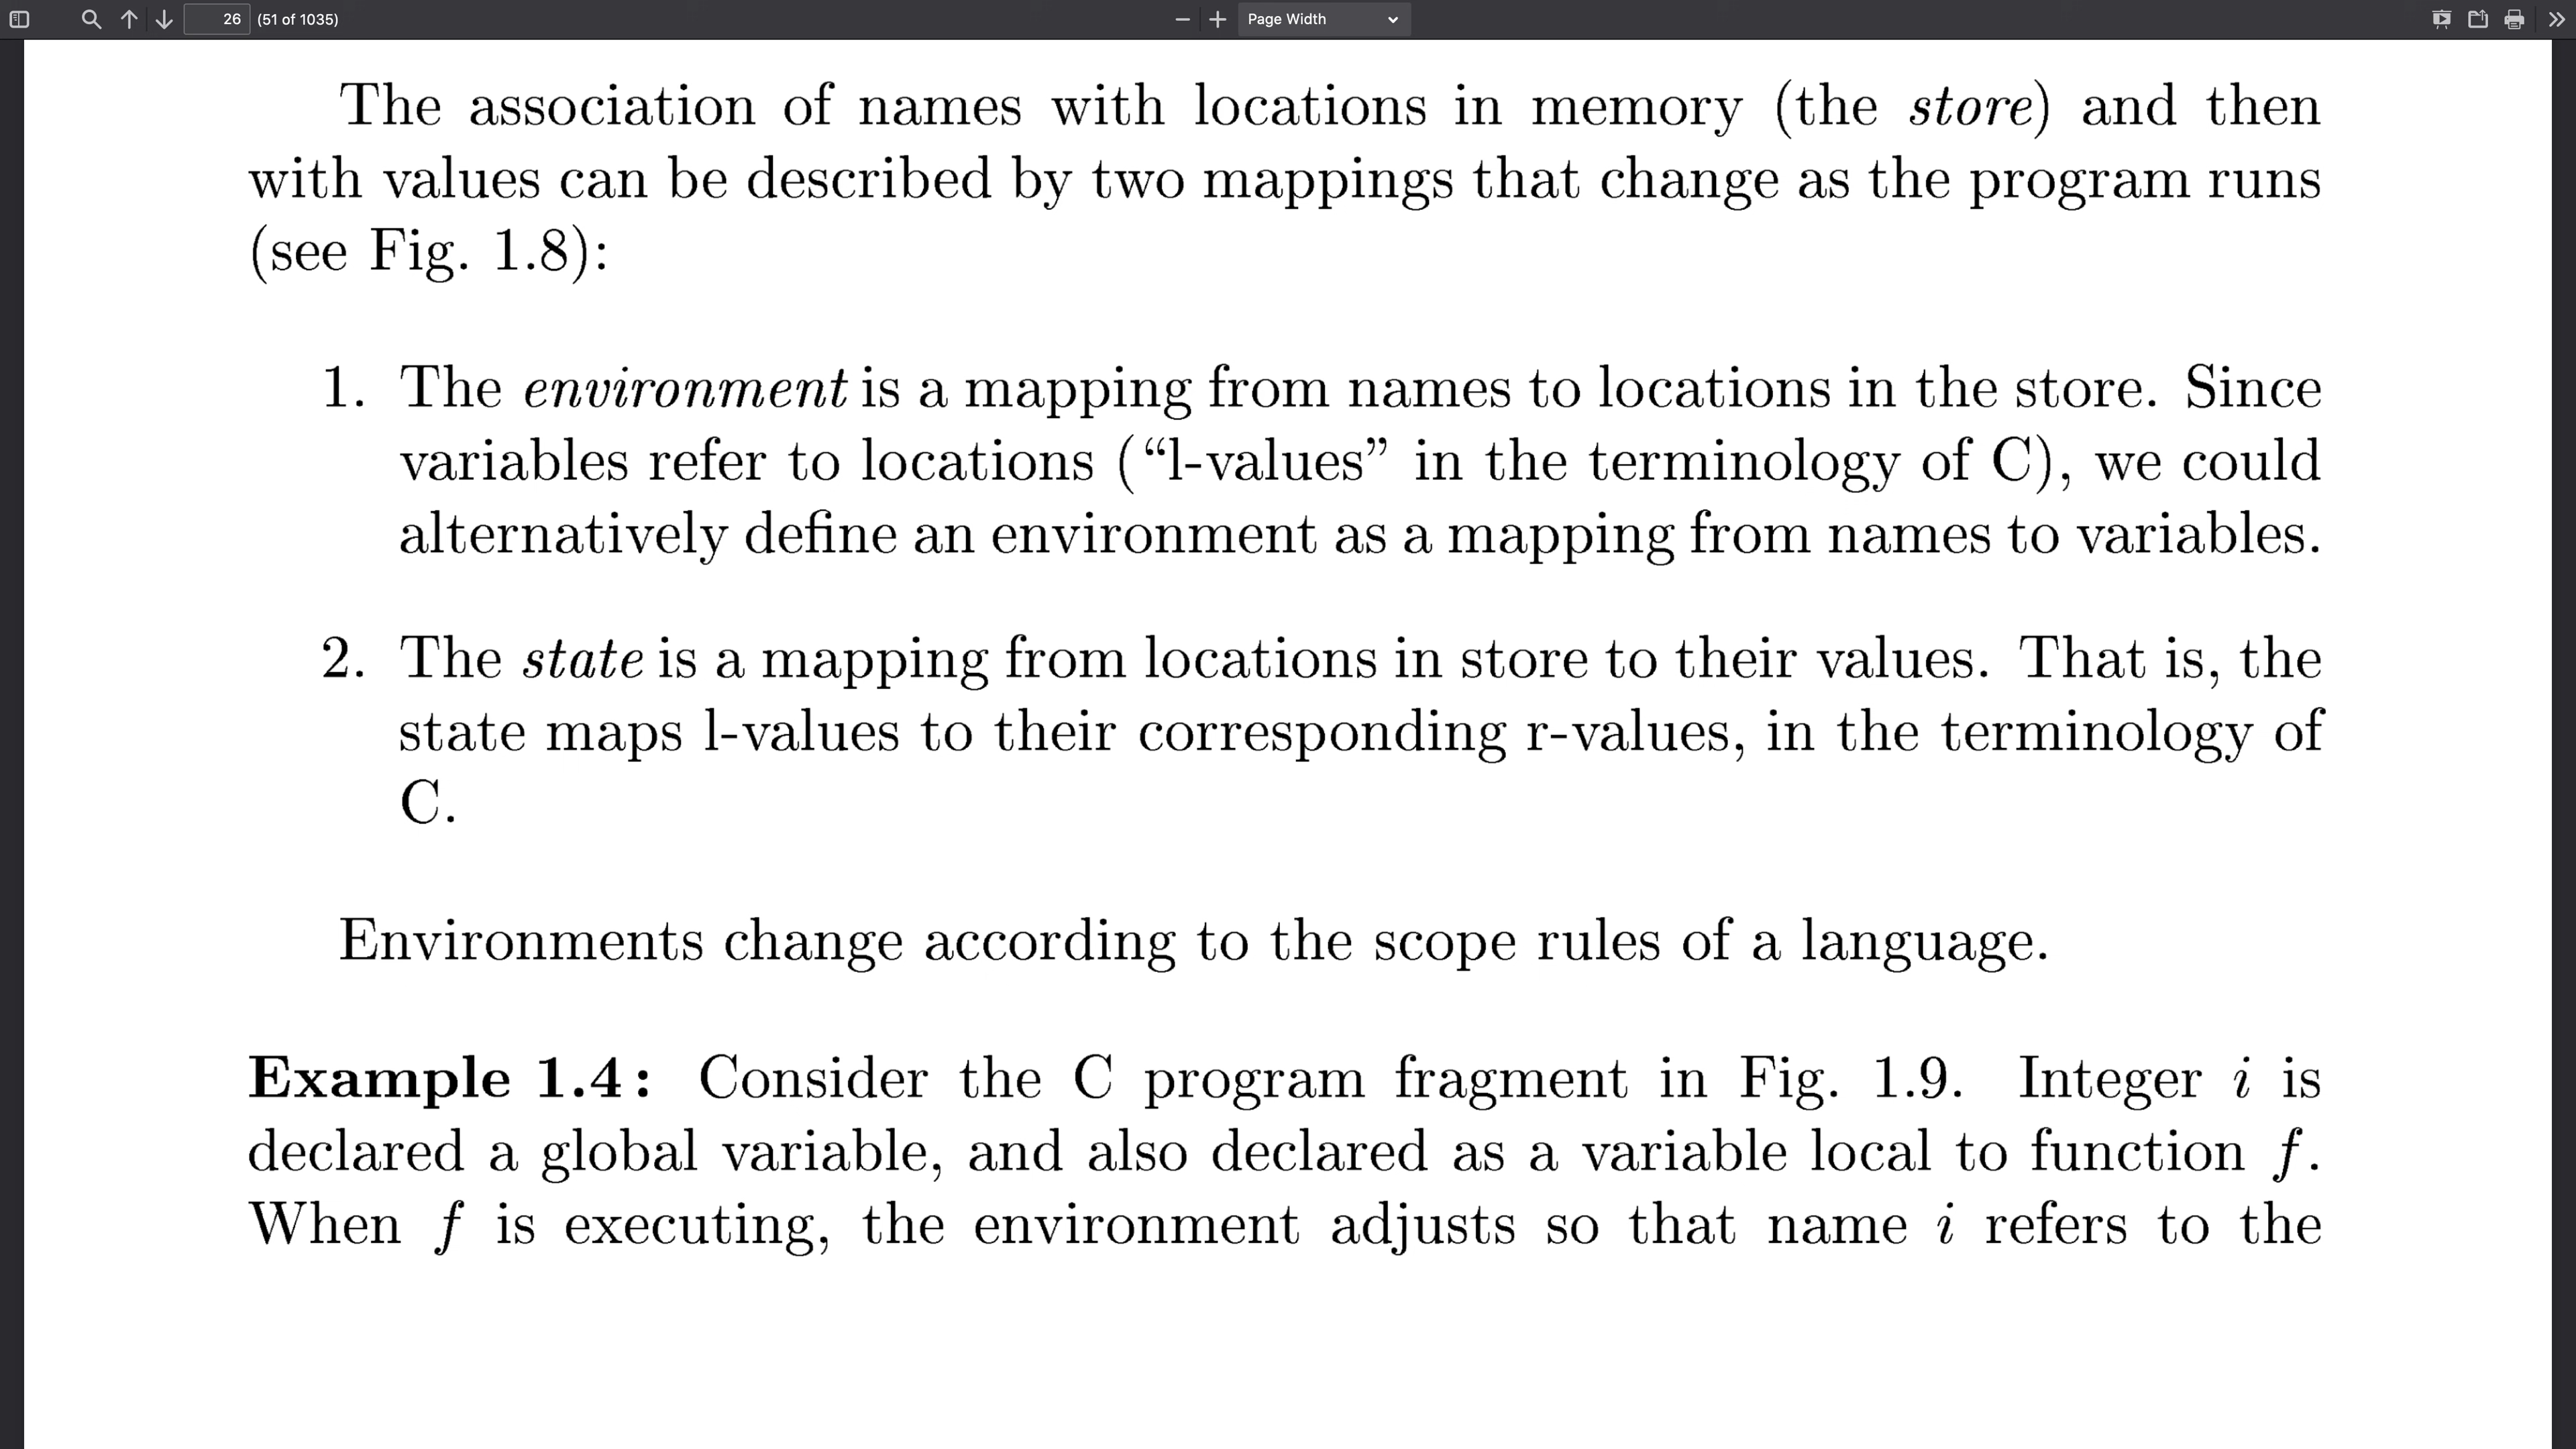 26 (51 of 1035) Page Width
The association of names with locations in memory (the store) and then
with values can be described by two mappings that change as the program runs
(see Fig. 1.8):
1. The environment is a mapping from names to locations in the store. Since
variables refer to locations (“l-values” in the terminology of C), we could
alternatively define an environment as a mapping from names to variables.
2. The state is a mapping from locations in store to their values. That is, the
state maps l-values to their corresponding r-values, in the terminology of
C.
Environments change according to the scope rules of a language.
Example 1.4: Consider the C program fragment in Fig. 1.9. Integer i is
declared a global variable, and also declared as a variable local to function f.
When f is executing, the environment adjusts so that name i refers to the